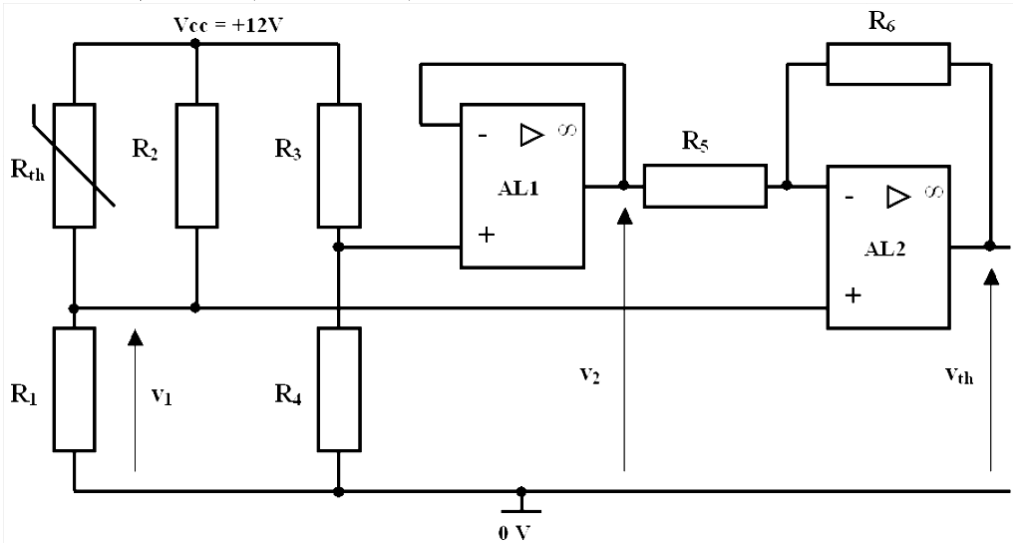 Vcc = +12V
R6
Rth
R2
R3
- ▷ ∞
AL1
+
R5
- ▷ ∞
AL2
+
R1
v1
R4
v2
vth
0 V